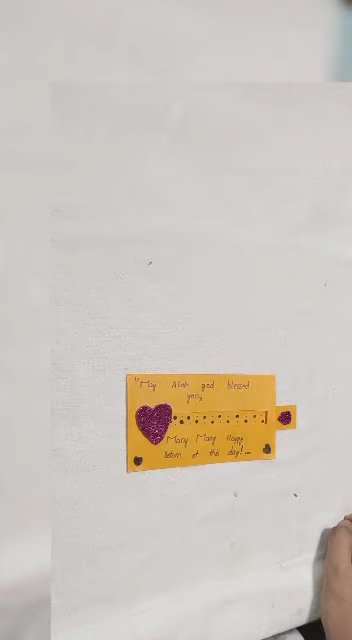 "May Allah god blessed
you,
Many Many Happy
Return of this day!...